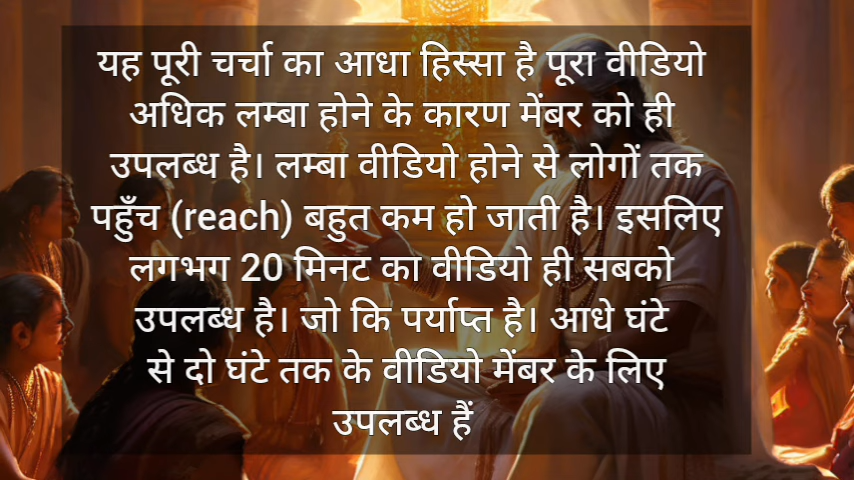 यह पूरी चर्चा का आधा हिस्सा है पूरा वीडियो
अधिक लम्बा होने के कारण मेंबर को ही
उपलब्ध है। लम्बा वीडियो होने से लोगों तक
पहुँच (reach) बहुत कम हो जाती है। इसलिए
लगभग 20 मिनट का वीडियो ही सबको
उपलब्ध है। जो कि पर्याप्त है। आधे घंटे
से दो घंटे तक के वीडियो मेंबर के लिए
उपलब्ध हैं